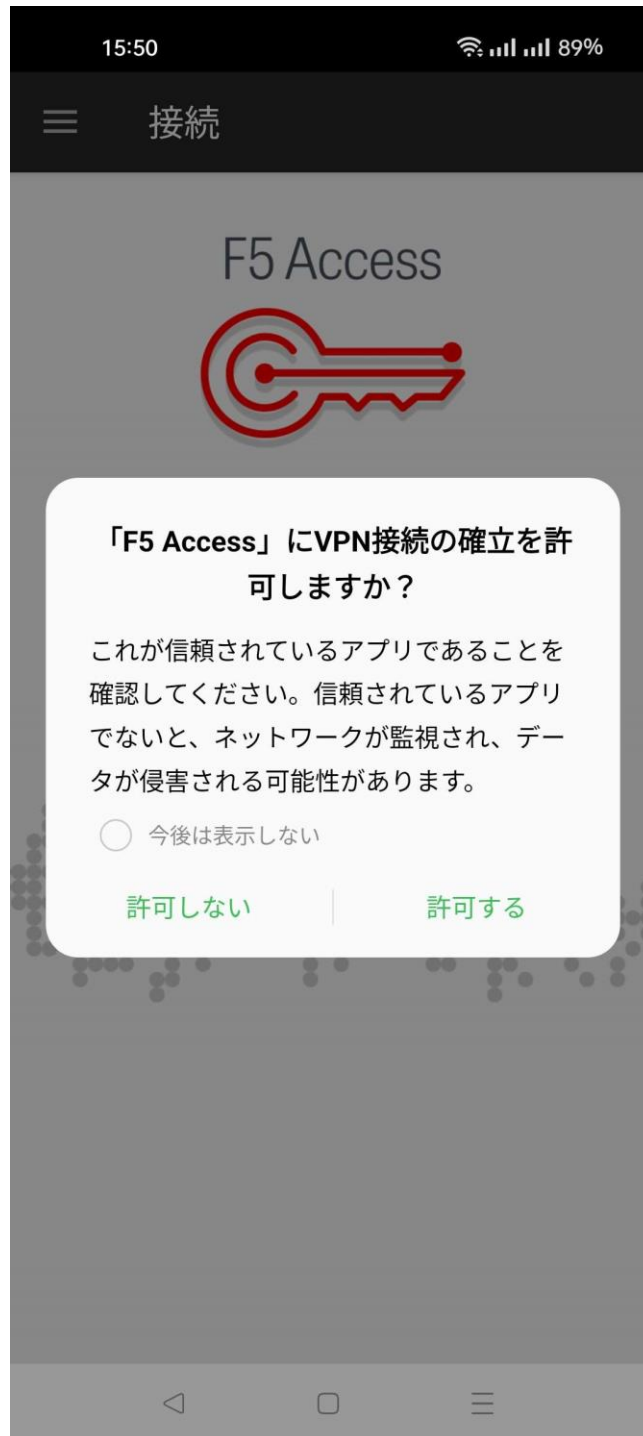 15:50
89%
接続
F5 Access
「F5 Access」にVPN接続の確立を許
可しますか？
これが信頼されているアプリであることを
確認してください。信頼されているアプリ
でないと、ネットワークが監視され、デー
タが侵害される可能性があります。
今後は表示しない
許可しない
許可する